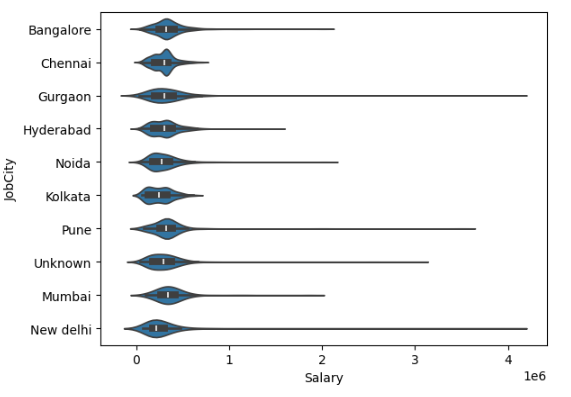 Bangalore
Chennai
Gurgaon
Hyderabad
Noida
Kolkata
Pune
Unknown
Mumbai
New delhi
JobCity
0 1 2 3 4
1e6
Salary